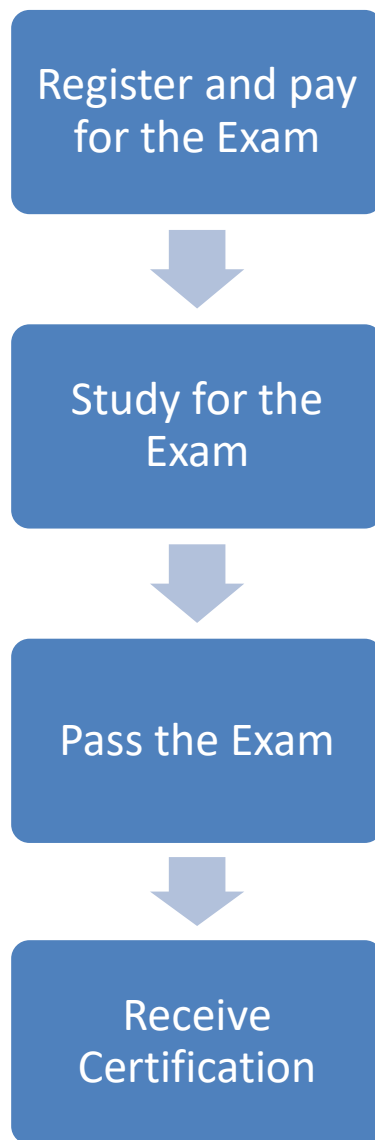 Register and pay
for the Exam
Study for the
Exam
Pass the Exam
Receive
Certification